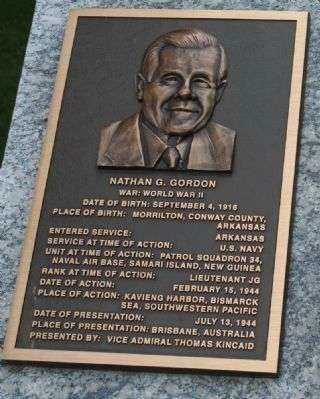 NATHAN G. GORDON
WAR: WORLD WAR II
DATE OF BIRTH: SEPTEMBER 4, 1916
PLACE OF BIRTH: MORRILTON, CONWAY COUNTY,
ARKANSAS
ENTERED SERVICE: ARKANSAS
SERVICE AT TIME OF ACTION: U.S. NAVY
UNIT AT TIME OF ACTION: PATROL SQUADRON 34,
NAVAL AIR BASE, SAMARI ISLAND, NEW GUINEA
RANK AT TIME OF ACTION: LIEUTENANT JG
DATE OF ACTION: FEBRUARY 15, 1944
PLACE OF ACTION: KAVIENG HARBOR, BISMARCK
SEA, SOUTHWESTERN PACIFIC
DATE OF PRESENTATION: JULY 13, 1944
PLACE OF PRESENTATION: BRISBANE, AUSTRALIA
PRESENTED BY: VICE ADMIRAL THOMAS KINCAID